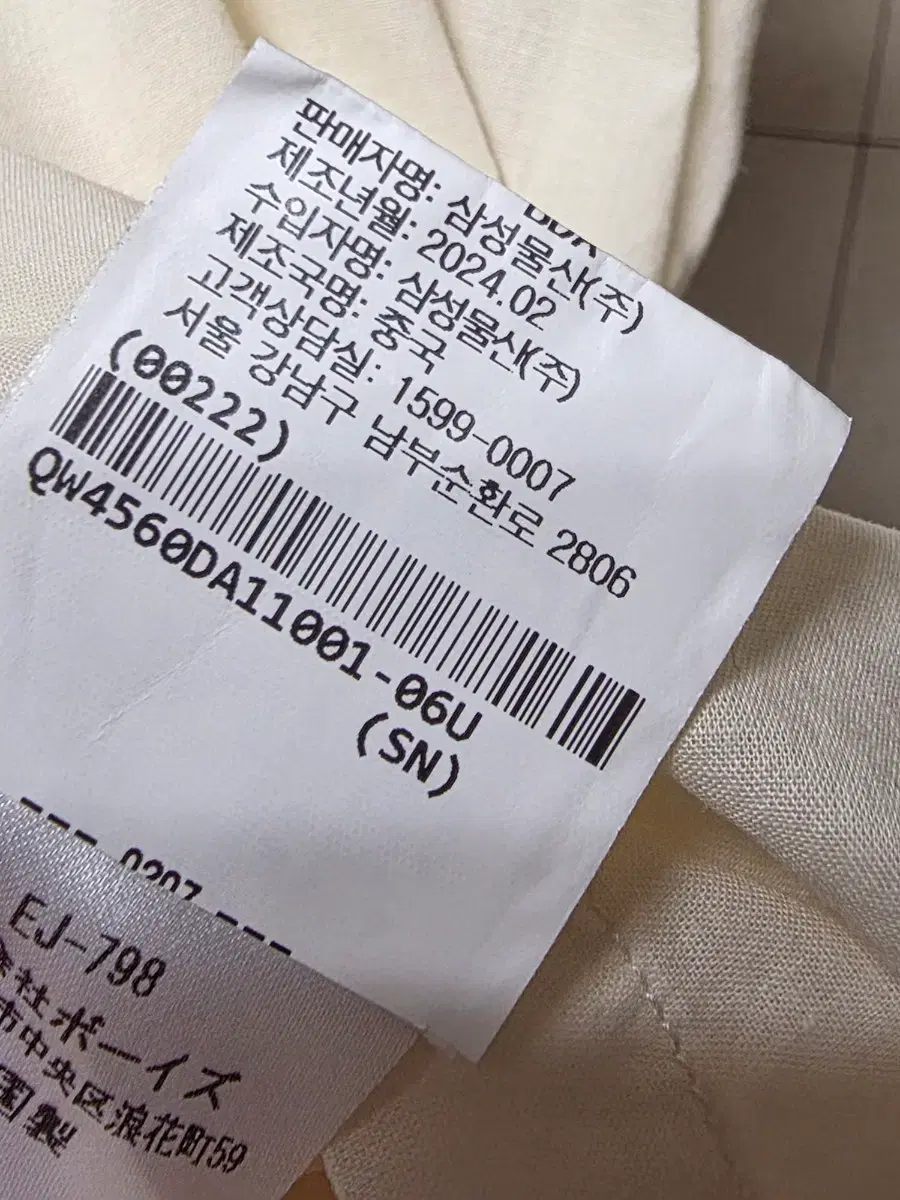 판매자명: 삼성물산(주)
제조년월: 2024.02
수입자명: 삼성물산(주)
제조국명: 중국
고객상담실: 1599-0007
서울 강남구 남부순환로 2806
(00222)
QW4560DA11001-06U
(SN)
--- 0207 ---
EJ-798
会社ボーイズ
市中央区浪花町59
製